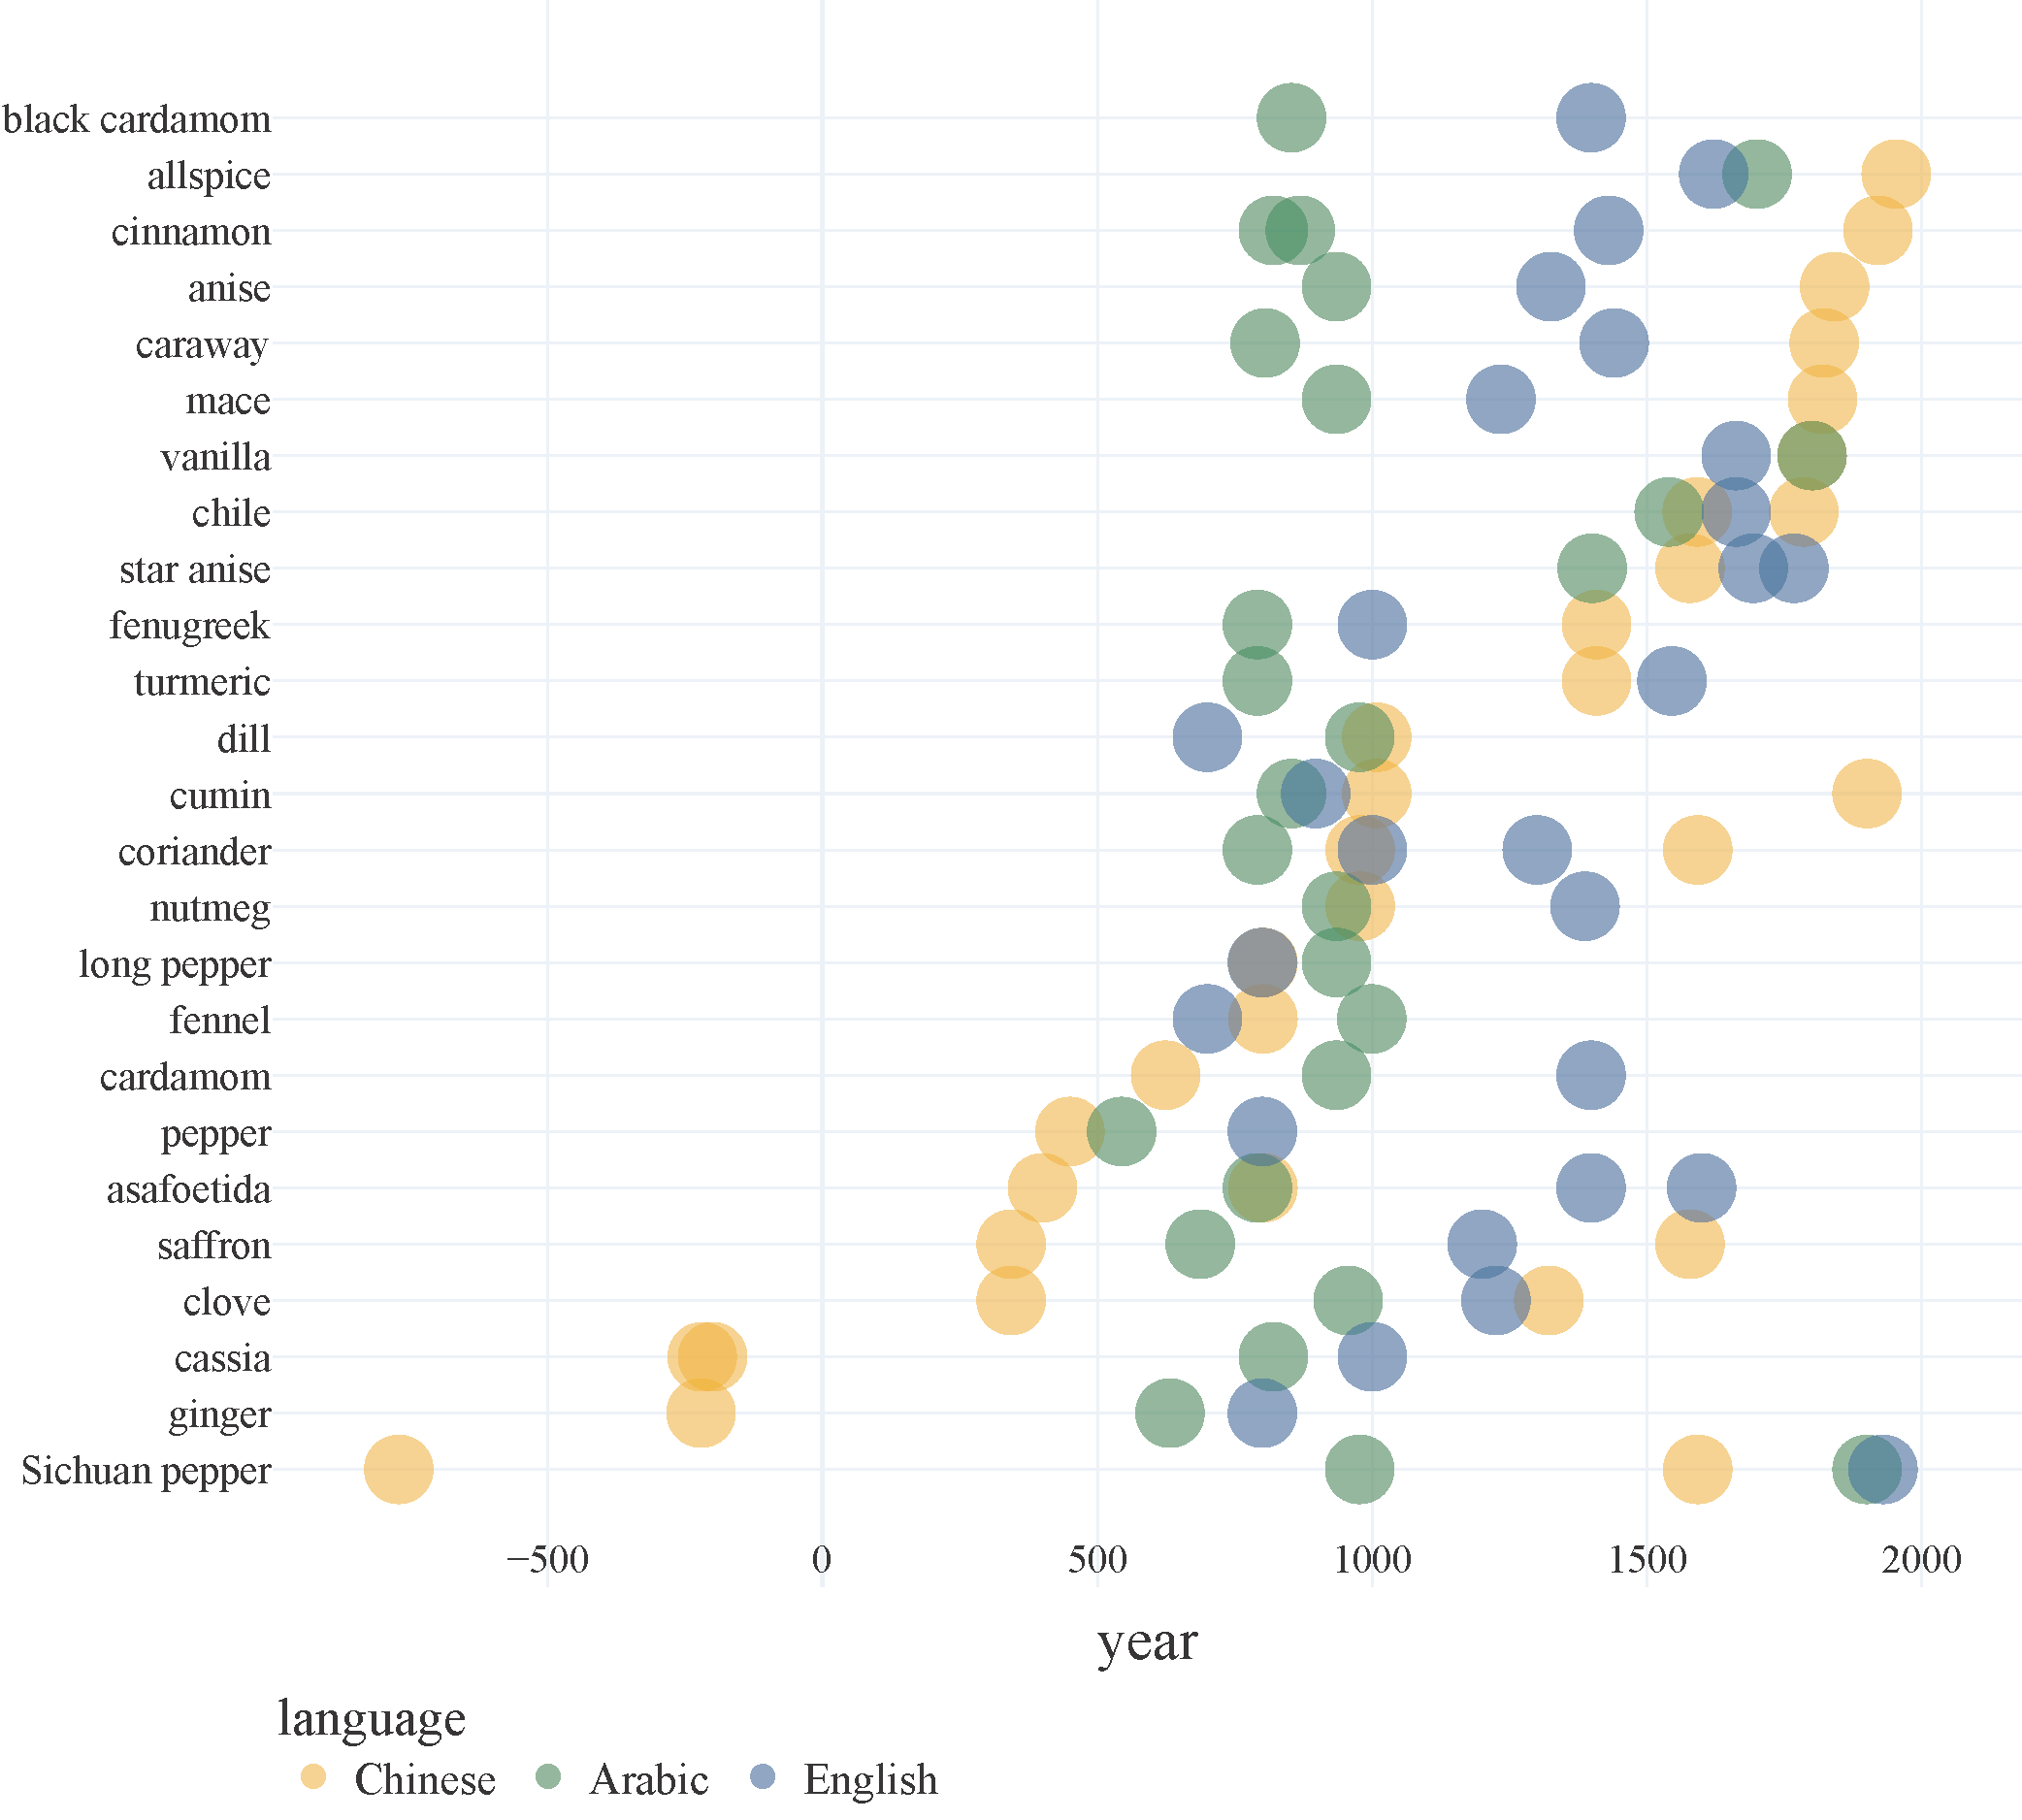 black cardamom
allspice
cinnamon
anise
caraway
mace
vanilla
chile
star anise
fenugreek
turmeric
dill
cumin
coriander
nutmeg
long pepper
fennel
cardamom
pepper
asafoetida
saffron
clove
cassia
ginger
Sichuan pepper
−500 0 500 1000 1500 2000
year
language
Chinese Arabic English